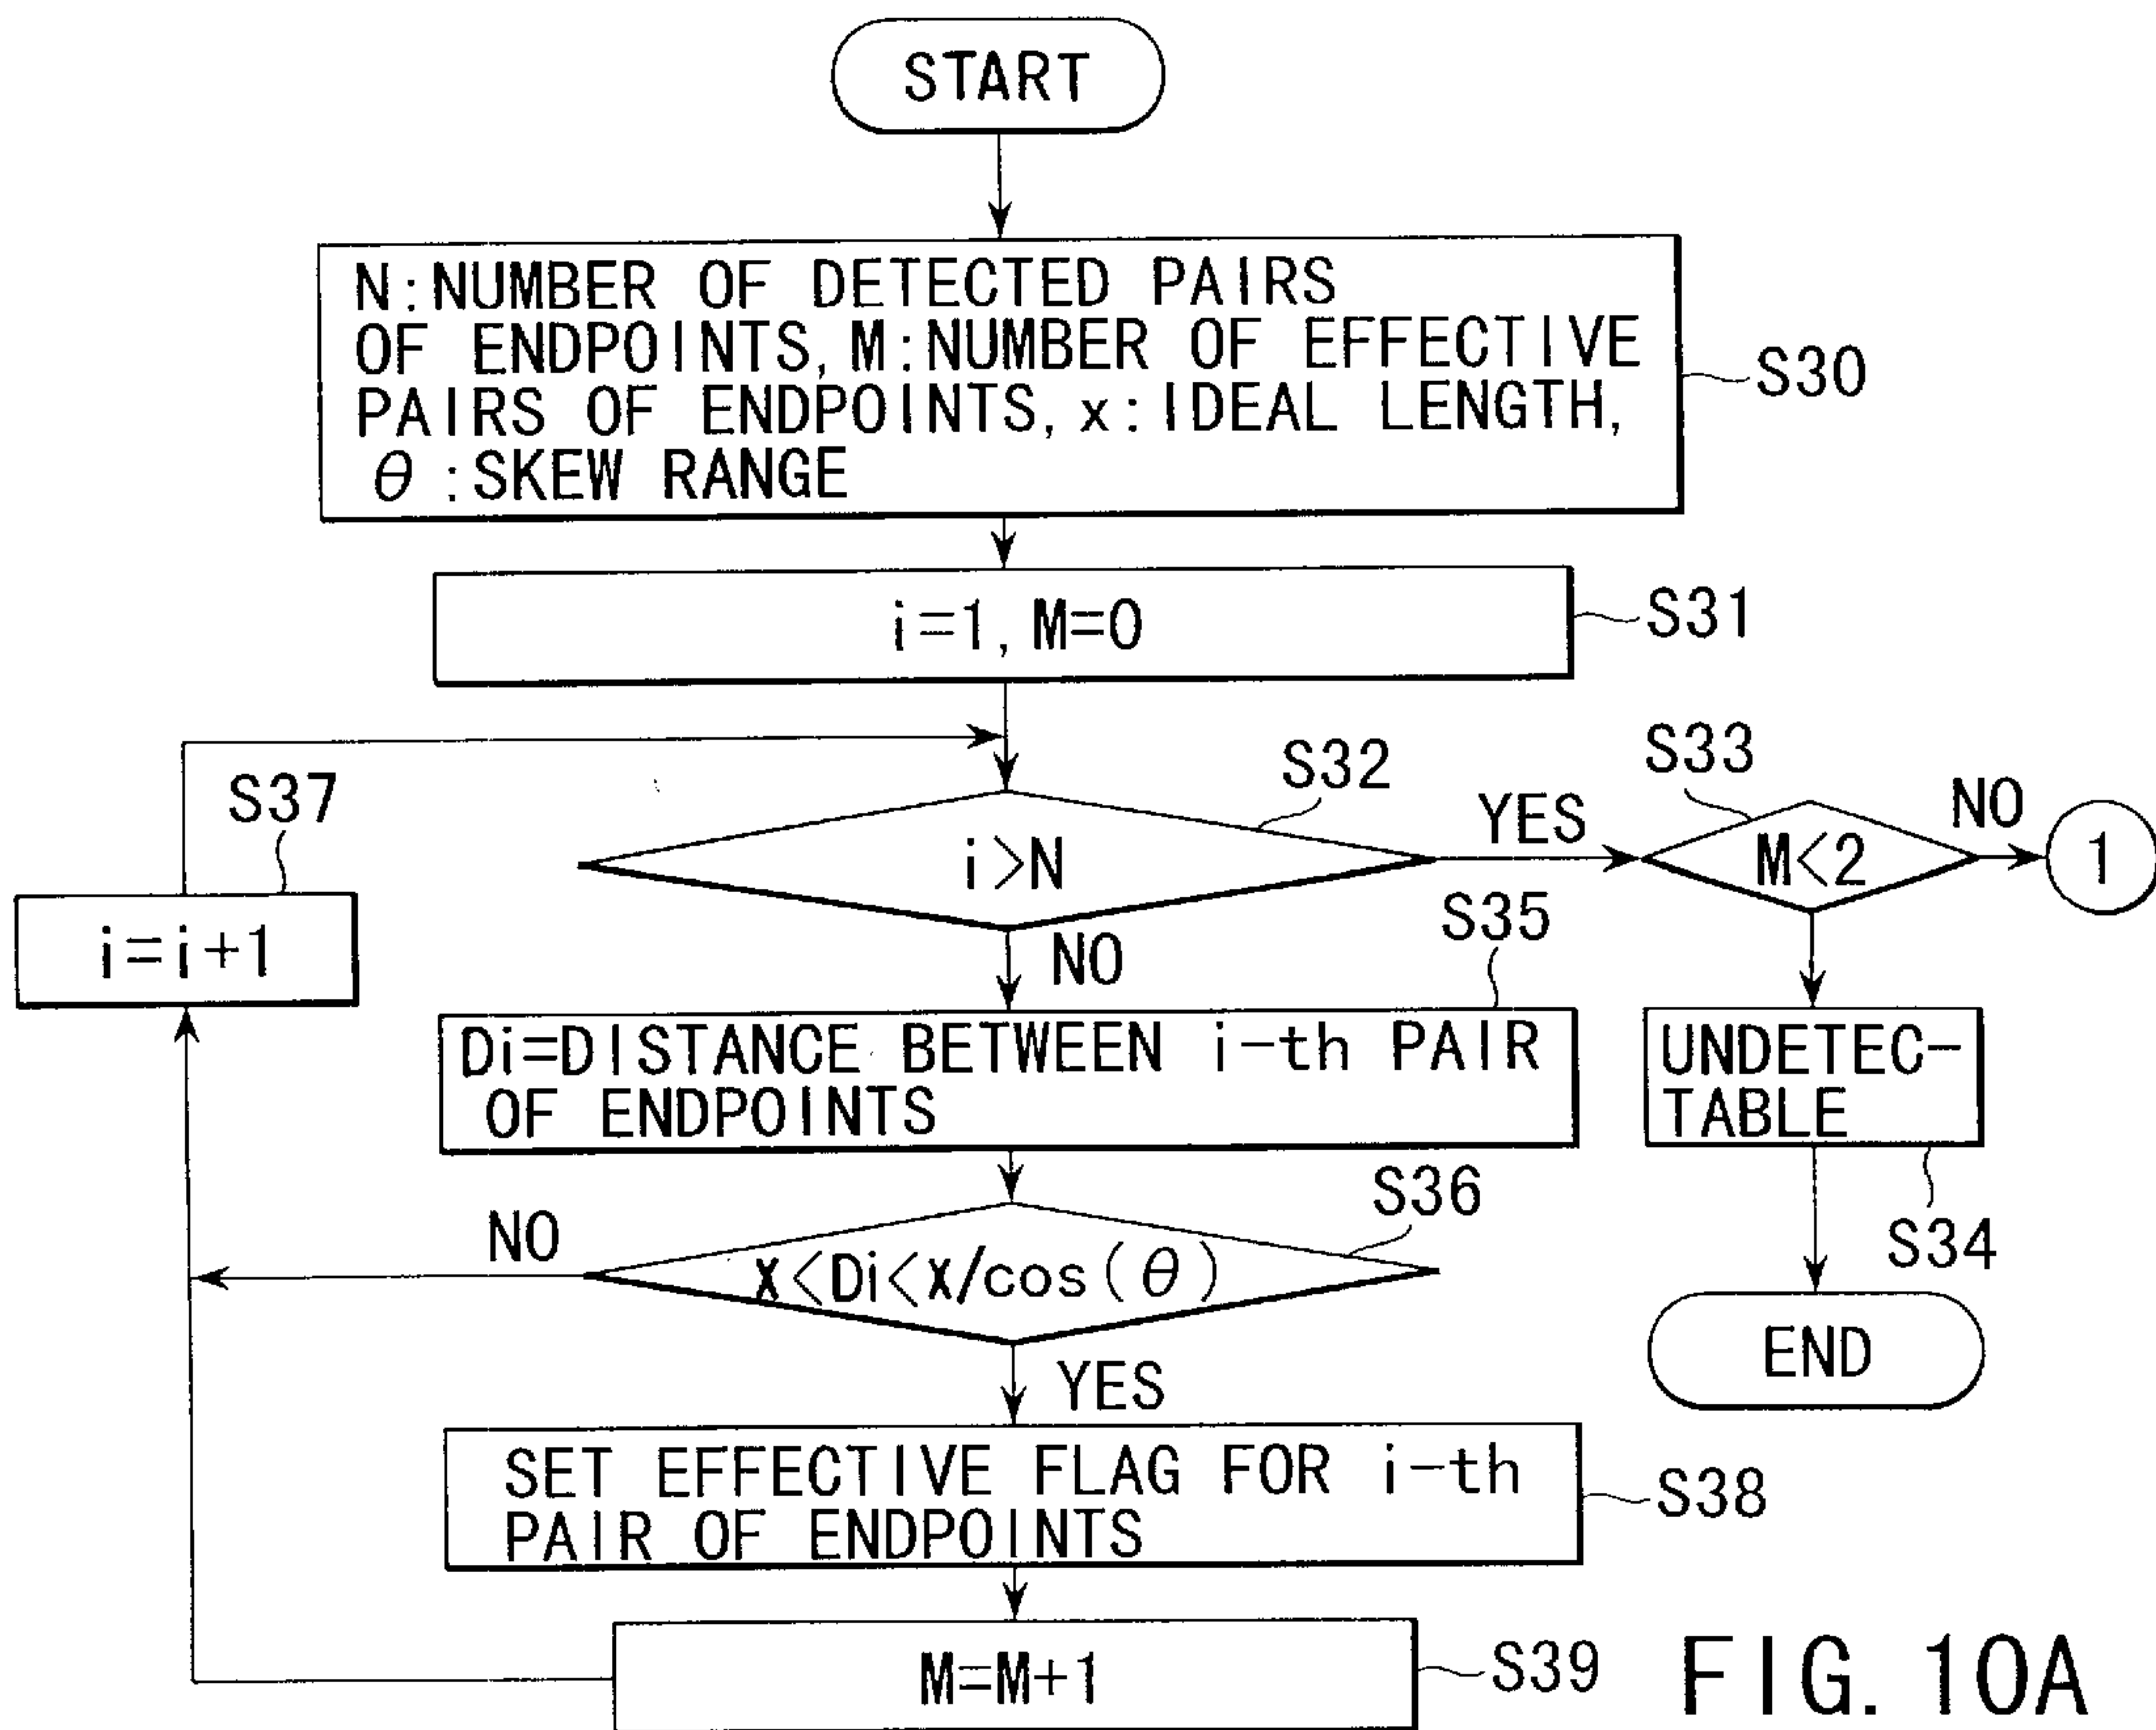 START
N:NUMBER OF DETECTED PAIRS
OF ENDPOINTS, M:NUMBER OF EFFECTIVE
PAIRS OF ENDPOINTS, x:IDEAL LENGTH,
θ:SKEW RANGE
S30
i=1, M=0
S31
S32
i>N
YES
S33
M<2
NO
1
S37
i=i+1
NO
S35
Di=DISTANCE BETWEEN i-th PAIR
OF ENDPOINTS
UNDETEC-
TABLE
S34
END
S36
x<Di<x/cos(θ)
NO
YES
SET EFFECTIVE FLAG FOR i-th
PAIR OF ENDPOINTS
S38
M=M+1
S39
FIG. 10A